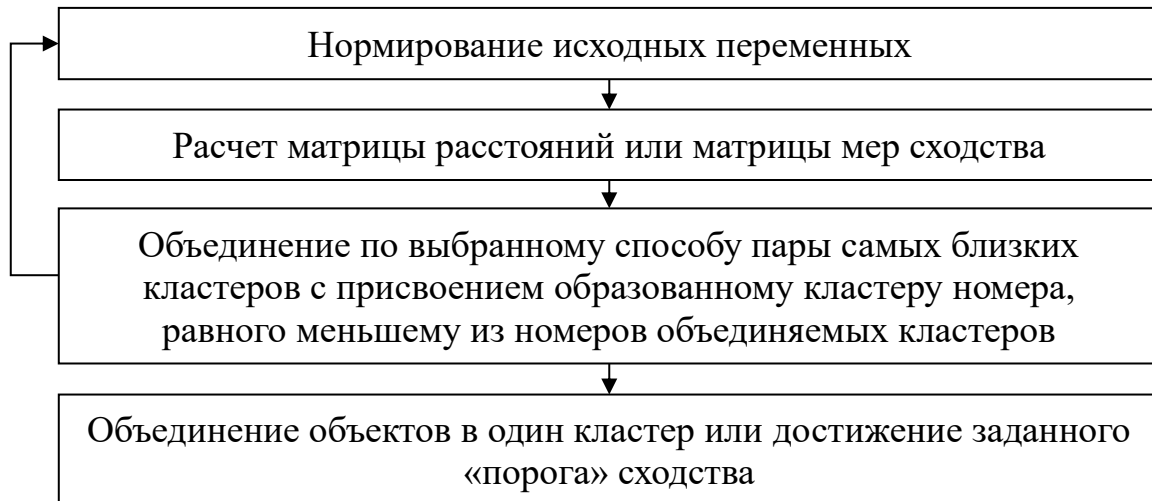 Нормирование исходных переменных
Расчет матрицы расстояний или матрицы мер сходства
Объединение по выбранному способу пары самых близких
кластеров с присвоением образованному кластеру номера,
равного меньшему из номеров объединяемых кластеров
Объединение объектов в один кластер или достижение заданного
«порога» сходства